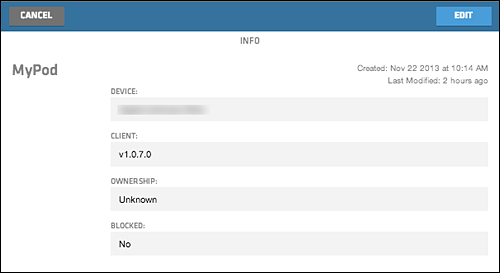 CANCEL
EDIT
INFO
MyPod
Created: Nov 22 2013 at 10:14 AM
Last Modified: 2 hours ago
DEVICE:
CLIENT:
v1.0.7.0
OWNERSHIP:
Unknown
BLOCKED:
No